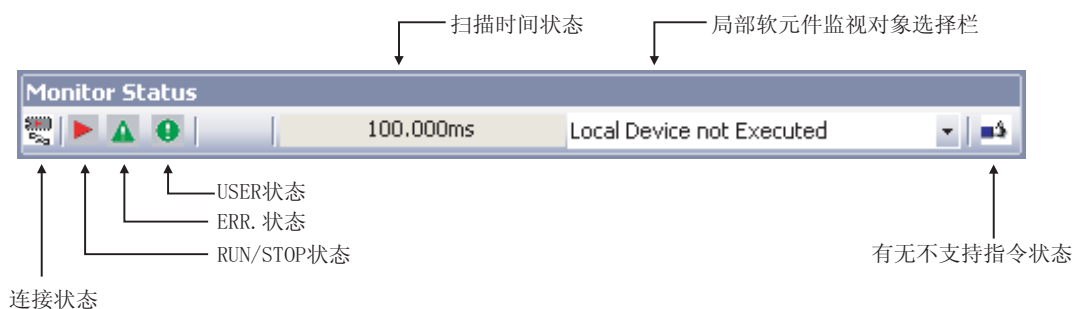 扫描时间状态
局部软元件监视对象选择栏
Monitor Status
100.000ms
Local Device not Executed
USER状态
ERR.状态
RUN/STOP状态
有无不支持指令状态
连接状态